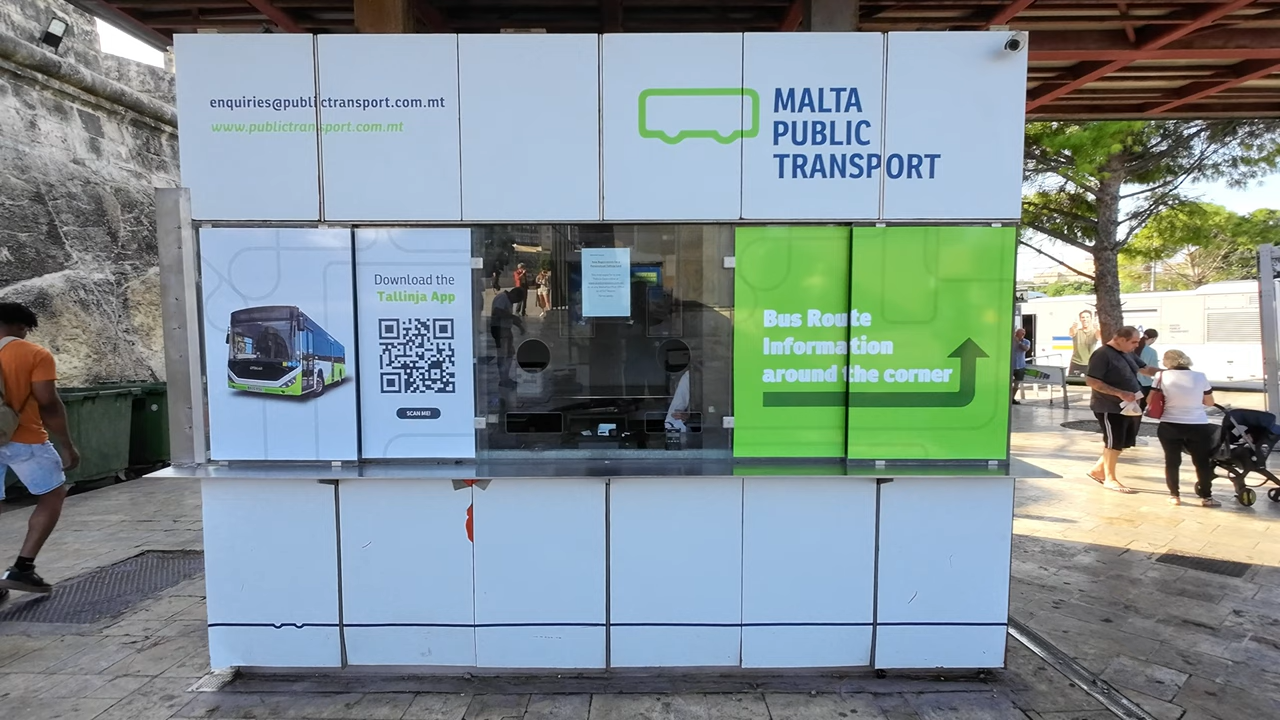 enquiries@publictransport.com.mt
www.publictransport.com.mt
MALTA
PUBLIC
TRANSPORT
Download the
Tallinja App
SCAN ME!
Bus Route
Information
around the corner